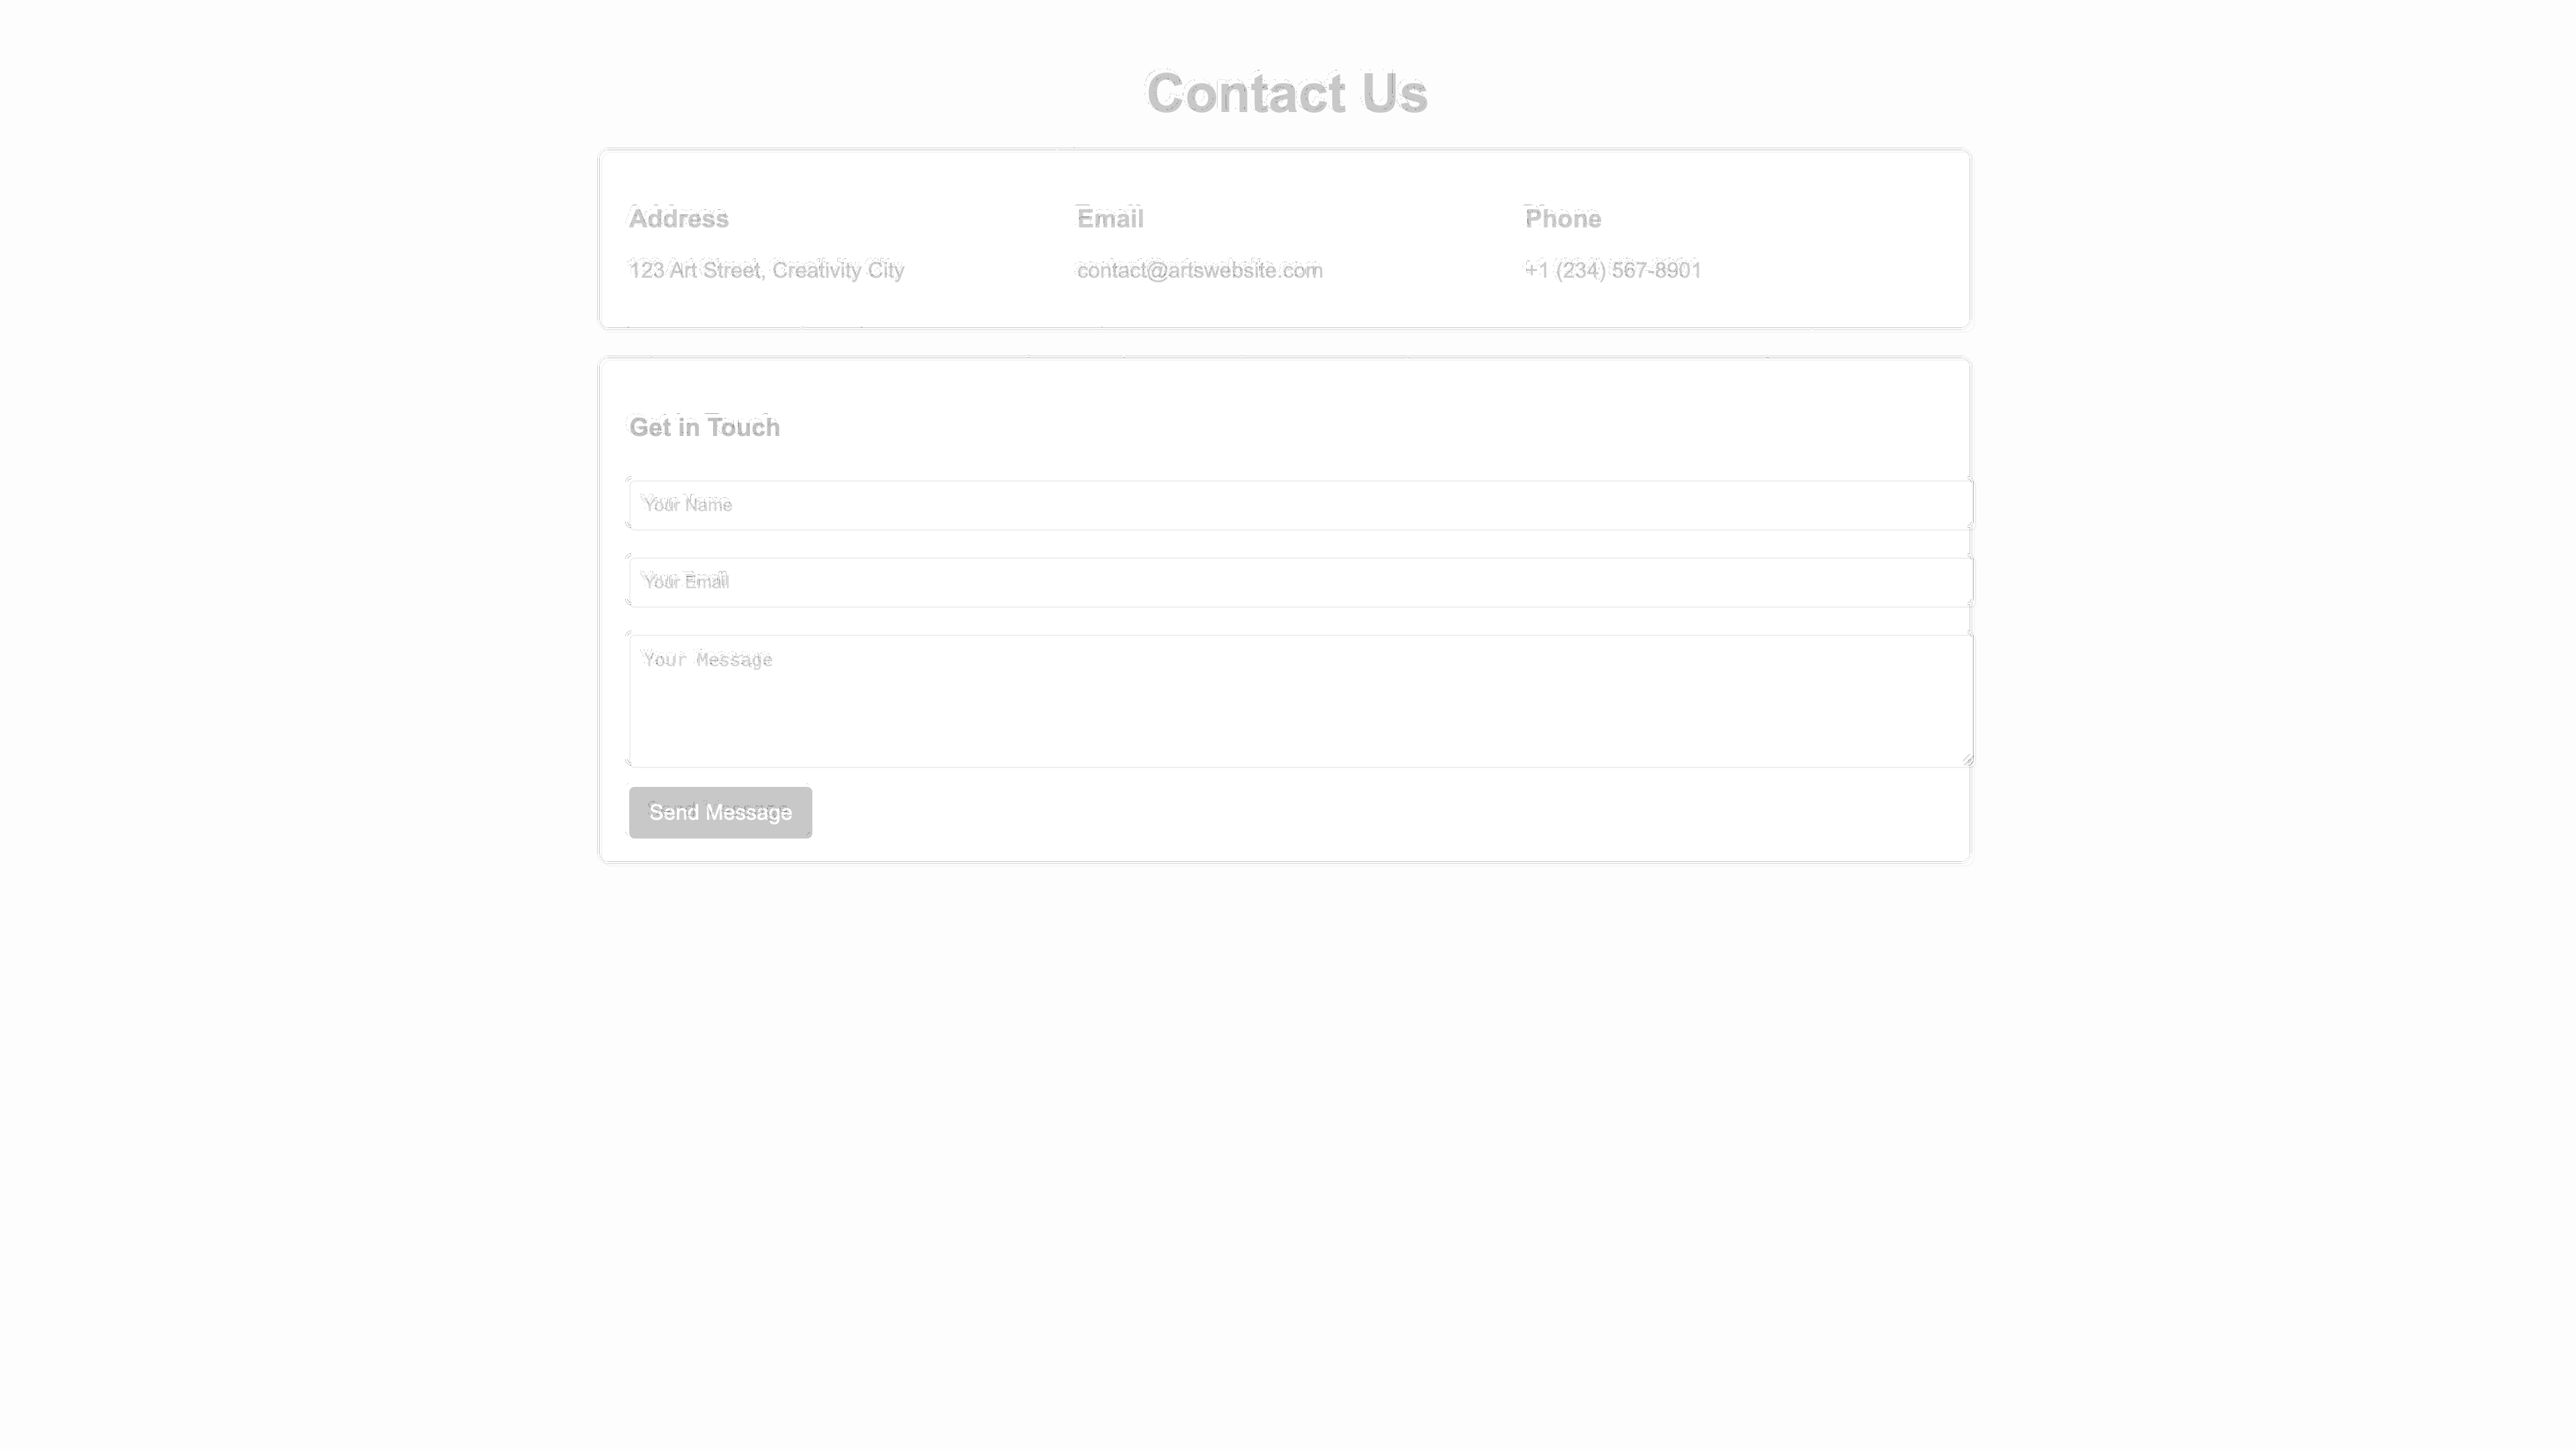 Contact Us
Address
Email
Phone
123 Art Street, Creativity City
contact@artswebsite.com
+1 (234) 567-8901
Get in Touch
Your Name
Your Email
Your Message
Send Message